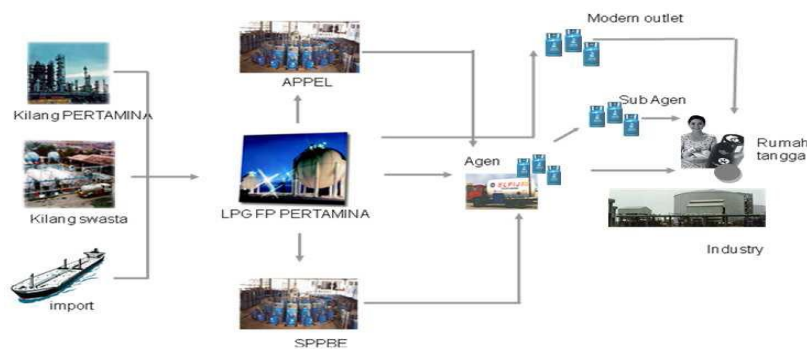 Modern outlet
APPEL
Kilang PERTAMINA
Sub Agen
Agen
Rumah
tangga
LPG FP PERTAMINA
Kilang swasta
Industry
import
SPPBE